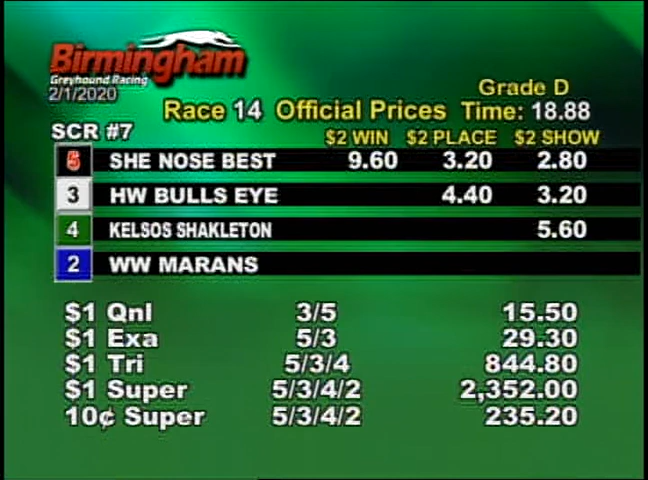 Birmingham
Greyhound Racing
2/1/2020
Grade D
Race 14 Official Prices Time: 18.88
SCR #7
$2 WIN $2 PLACE $2 SHOW
5 SHE NOSE BEST 9.60 3.20 2.80
3 HW BULLS EYE 4.40 3.20
4 KELSOS SHAKLETON 5.60
2 WW MARANS
$1 Qnl 3/5 15.50
$1 Exa 5/3 29.30
$1 Tri 5/3/4 844.80
$1 Super 5/3/4/2 2,352.00
10¢ Super 5/3/4/2 235.20